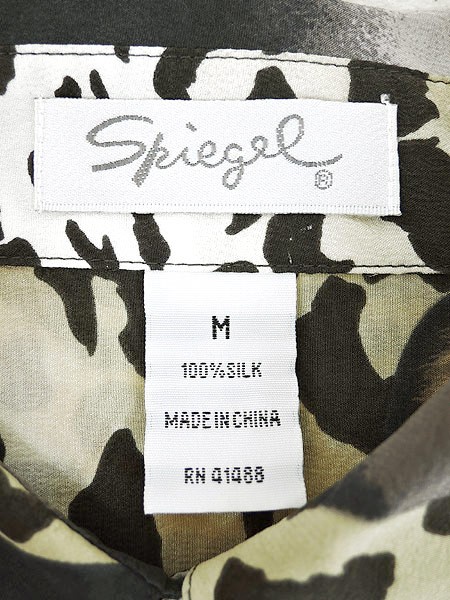 Spiegel®
M
100% SILK
MADE IN CHINA
RN 41488